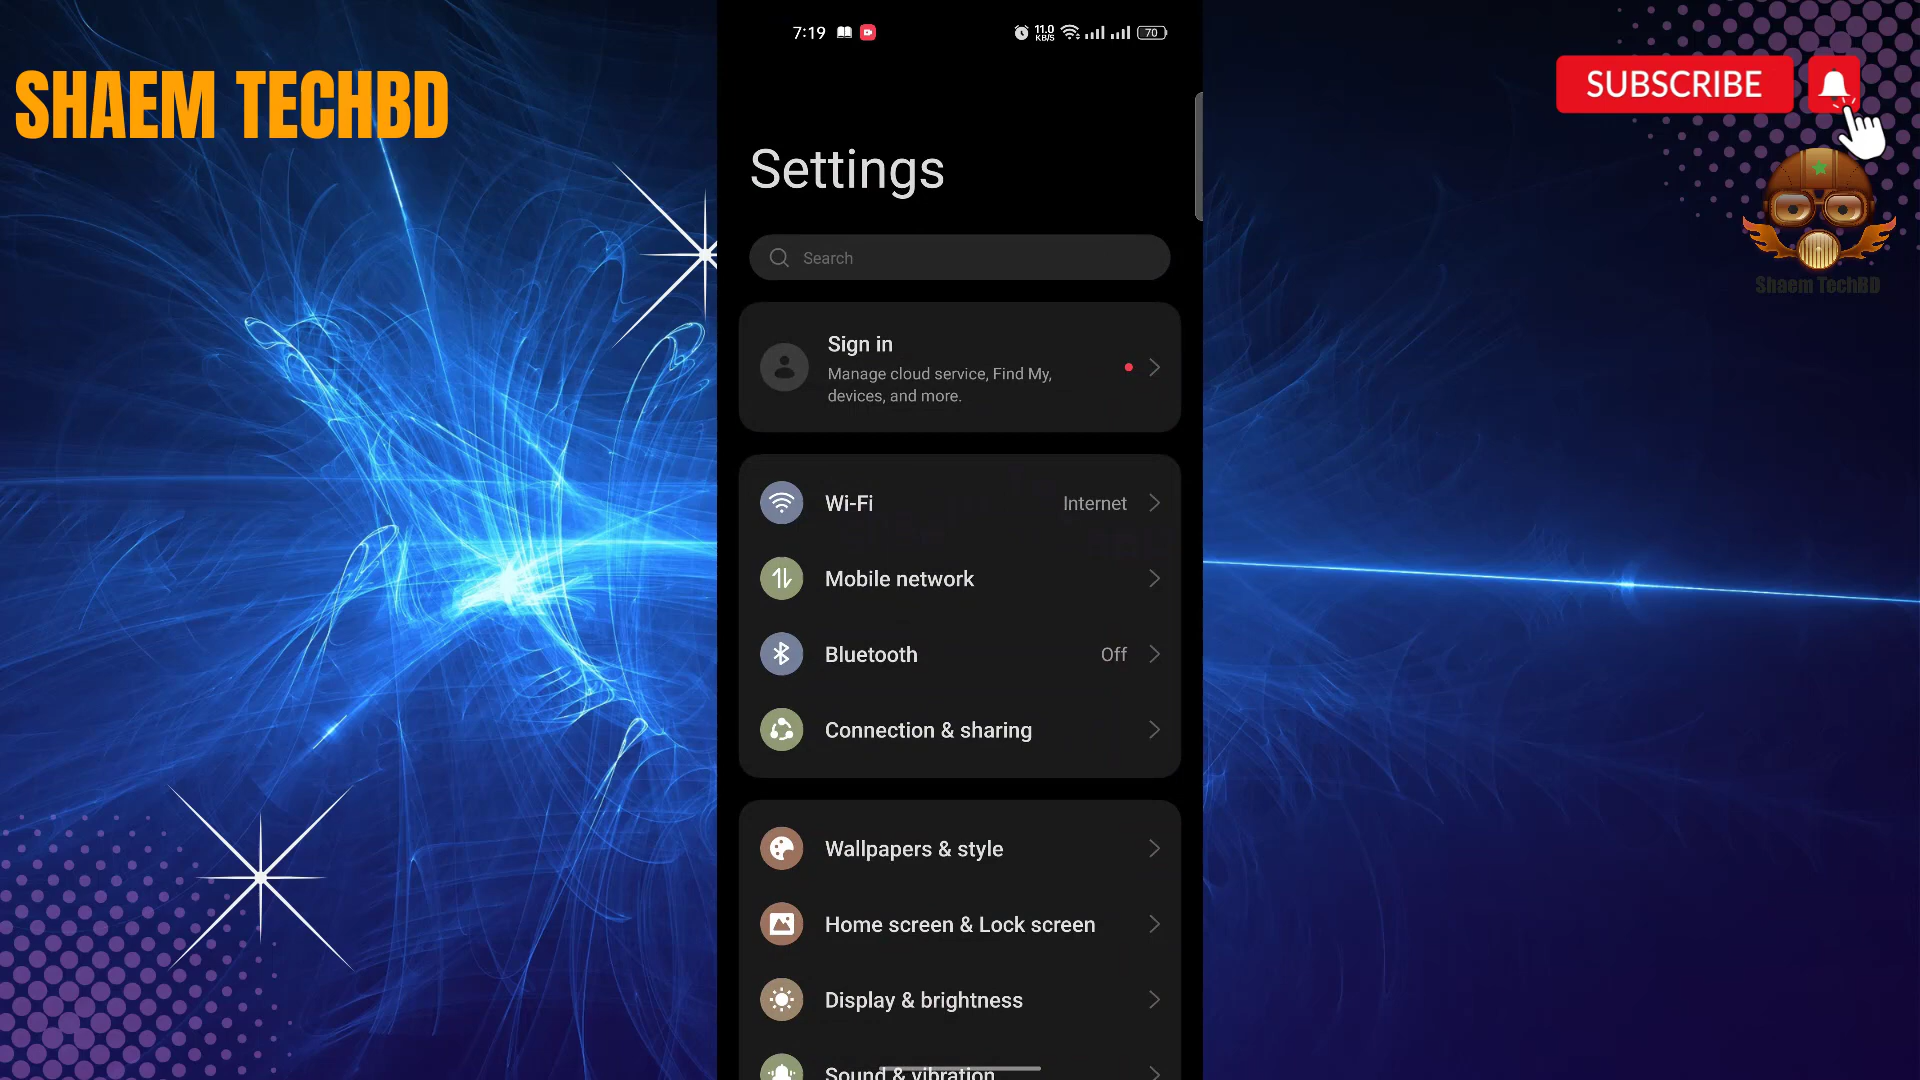 7:19
11.0
KB/S
70
SHAEM TECHBD
SUBSCRIBE
Shaem TechBD
Settings
Search
Sign in
Manage cloud service, Find My,
devices, and more.
Wi-Fi
Internet
Mobile network
Bluetooth
Off
Connection & sharing
Wallpapers & style
Home screen & Lock screen
Display & brightness
Sound & vibration